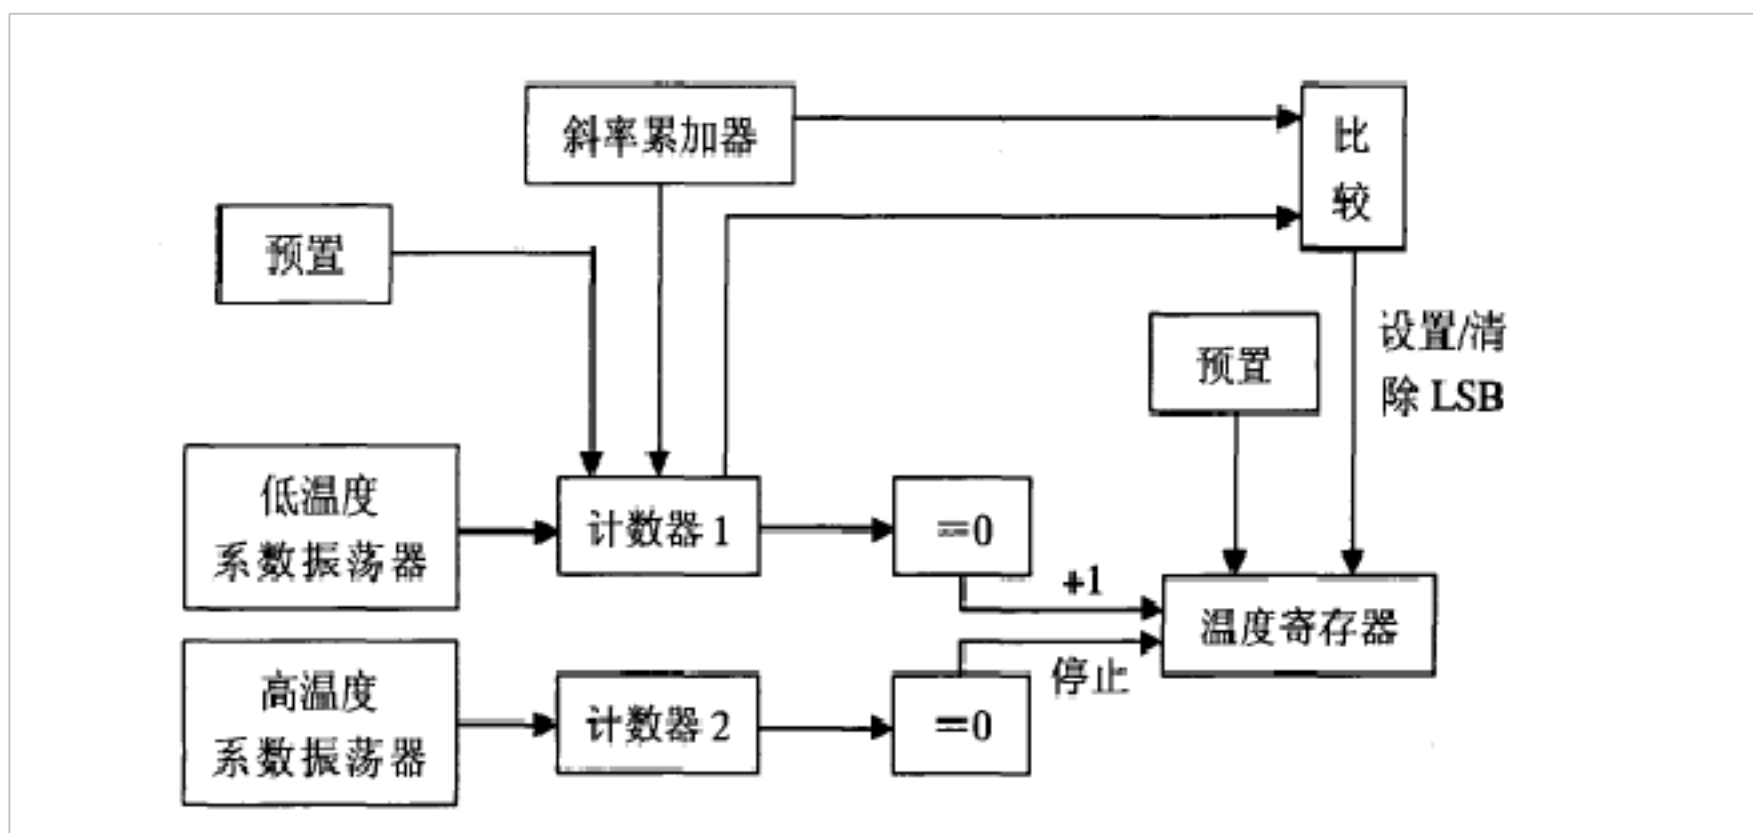 斜率累加器
比
较
预置
预置
设置/清
除 LSB
低温度
系数振荡器
计数器 1
=0
+1
温度寄存器
停止
高温度
系数振荡器
计数器 2
=0